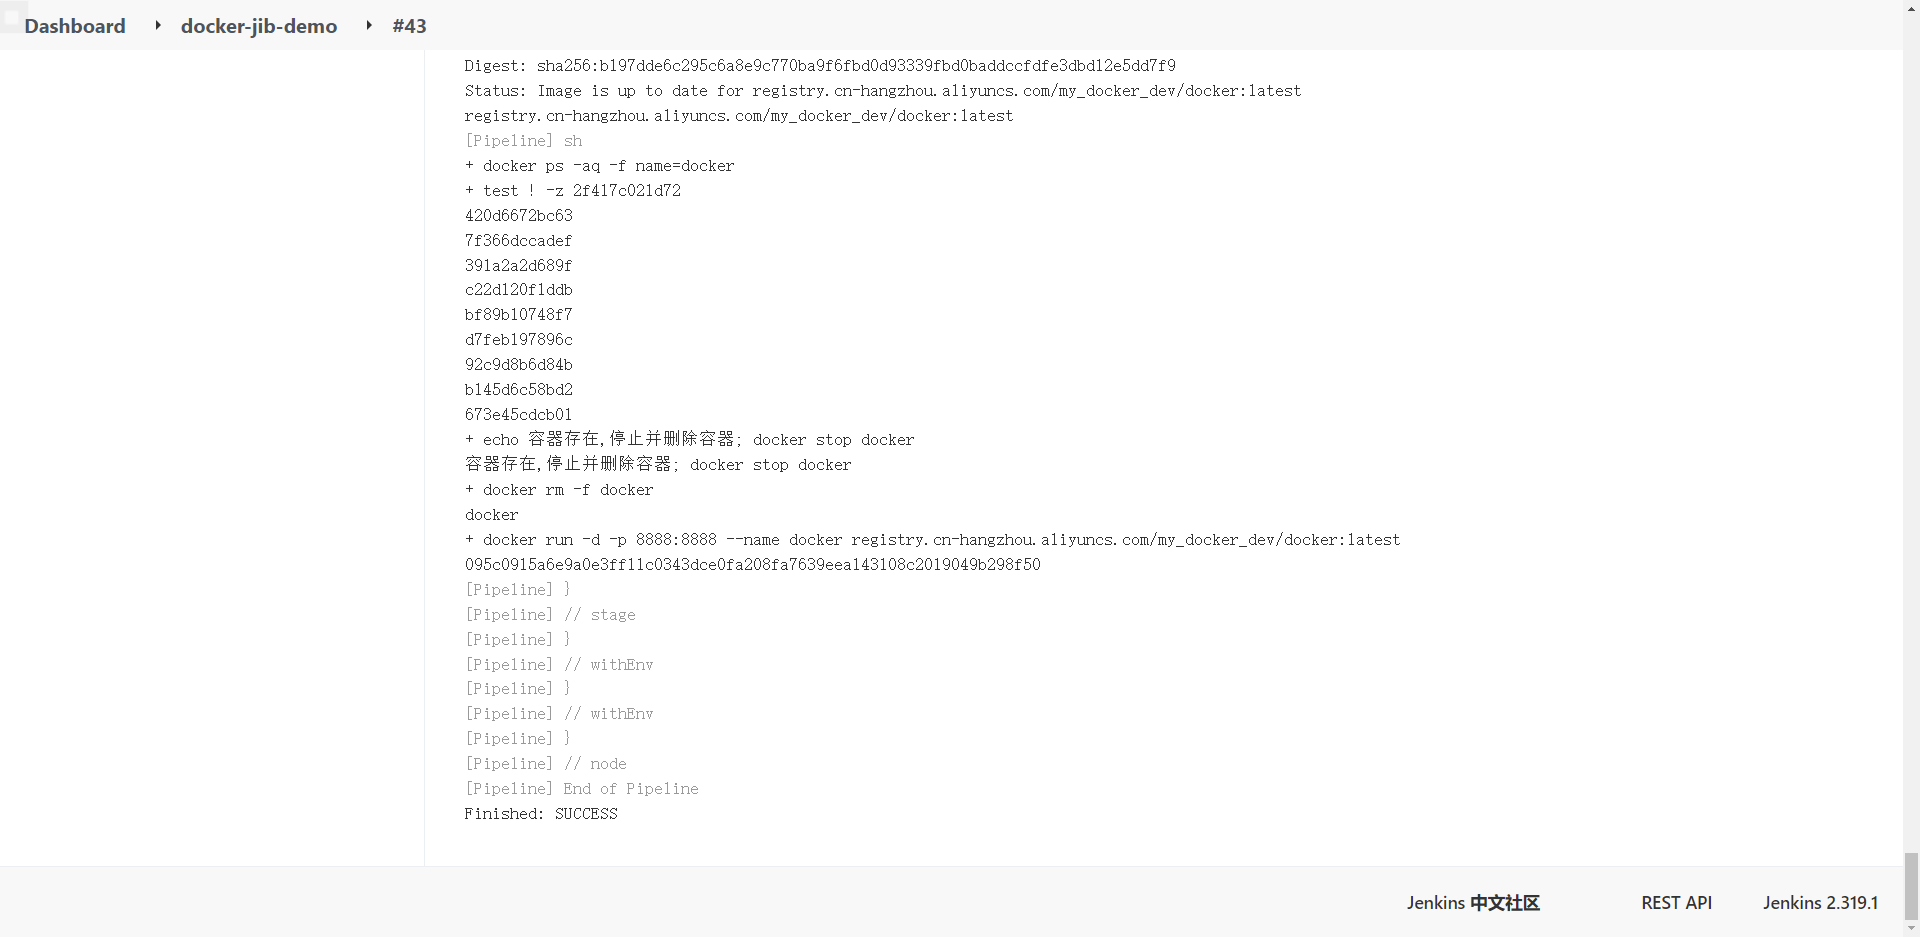 Dashboard docker-jib-demo #43
Digest: sha256:b197dde6c295c6a8e9c770ba9f6fbd0d93339fbd0baddccfdfe3dbd12e5dd7f9
Status: Image is up to date for registry.cn-hangzhou.aliyuncs.com/my_docker_dev/docker:latest
registry.cn-hangzhou.aliyuncs.com/my_docker_dev/docker:latest
[Pipeline] sh
+ docker ps -aq -f name=docker
+ test ! -z 2f417c021d72
420d6672bc63
7f366dccadef
391a2a2d689f
c22d120f1ddb
bf89b10748f7
d7feb197896c
92c9d8b6d84b
b145d6c58bd2
673e45cdcb01
+ echo 容器存在,停止并删除容器; docker stop docker
容器存在,停止并删除容器; docker stop docker
+ docker rm -f docker
docker
+ docker run -d -p 8888:8888 --name docker registry.cn-hangzhou.aliyuncs.com/my_docker_dev/docker:latest
095c0915a6e9a0e3ff11c0343dce0fa208fa7639eea143108c2019049b298f50
[Pipeline] }
[Pipeline] // stage
[Pipeline] }
[Pipeline] // withEnv
[Pipeline] }
[Pipeline] // withEnv
[Pipeline] }
[Pipeline] // node
[Pipeline] End of Pipeline
Finished: SUCCESS
Jenkins 中文社区 REST API Jenkins 2.319.1